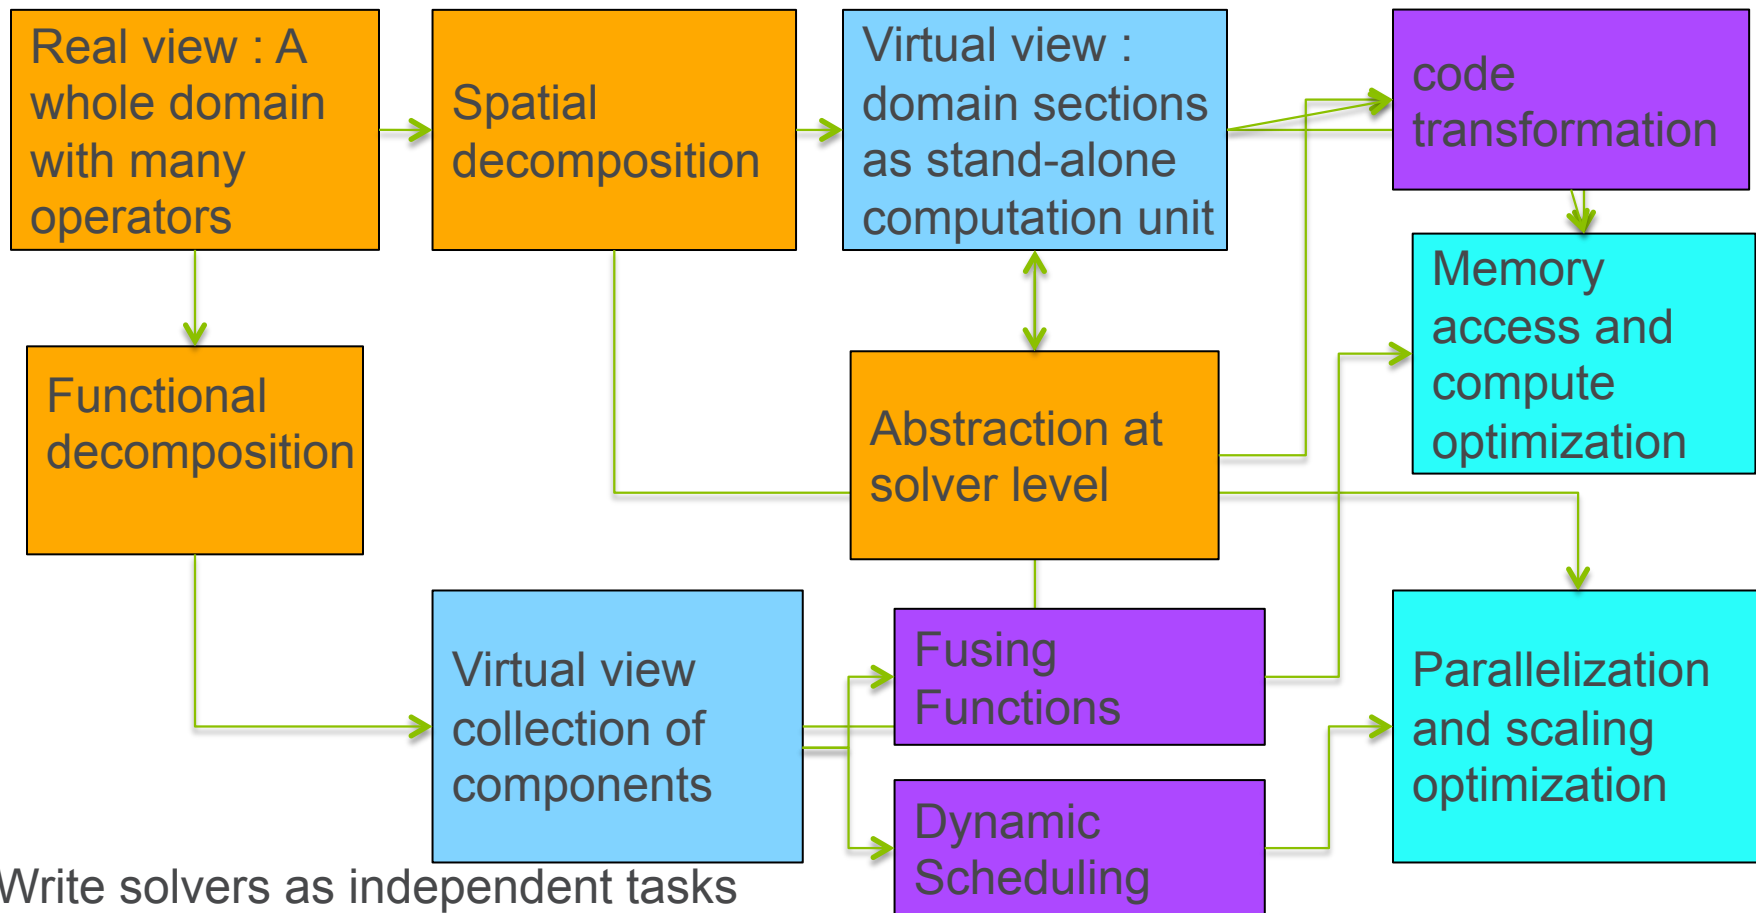 Real view : A
whole domain
with many
operators
Spatial
decomposition
Virtual view :
domain sections
as stand-alone
computation unit
code
transformation
Memory
access and
compute
optimization
Functional
decomposition
Abstraction at
solver level
Virtual view
collection of
components
Fusing
Functions
Dynamic
Scheduling
Parallelization
and scaling
optimization
Write solvers as independent tasks